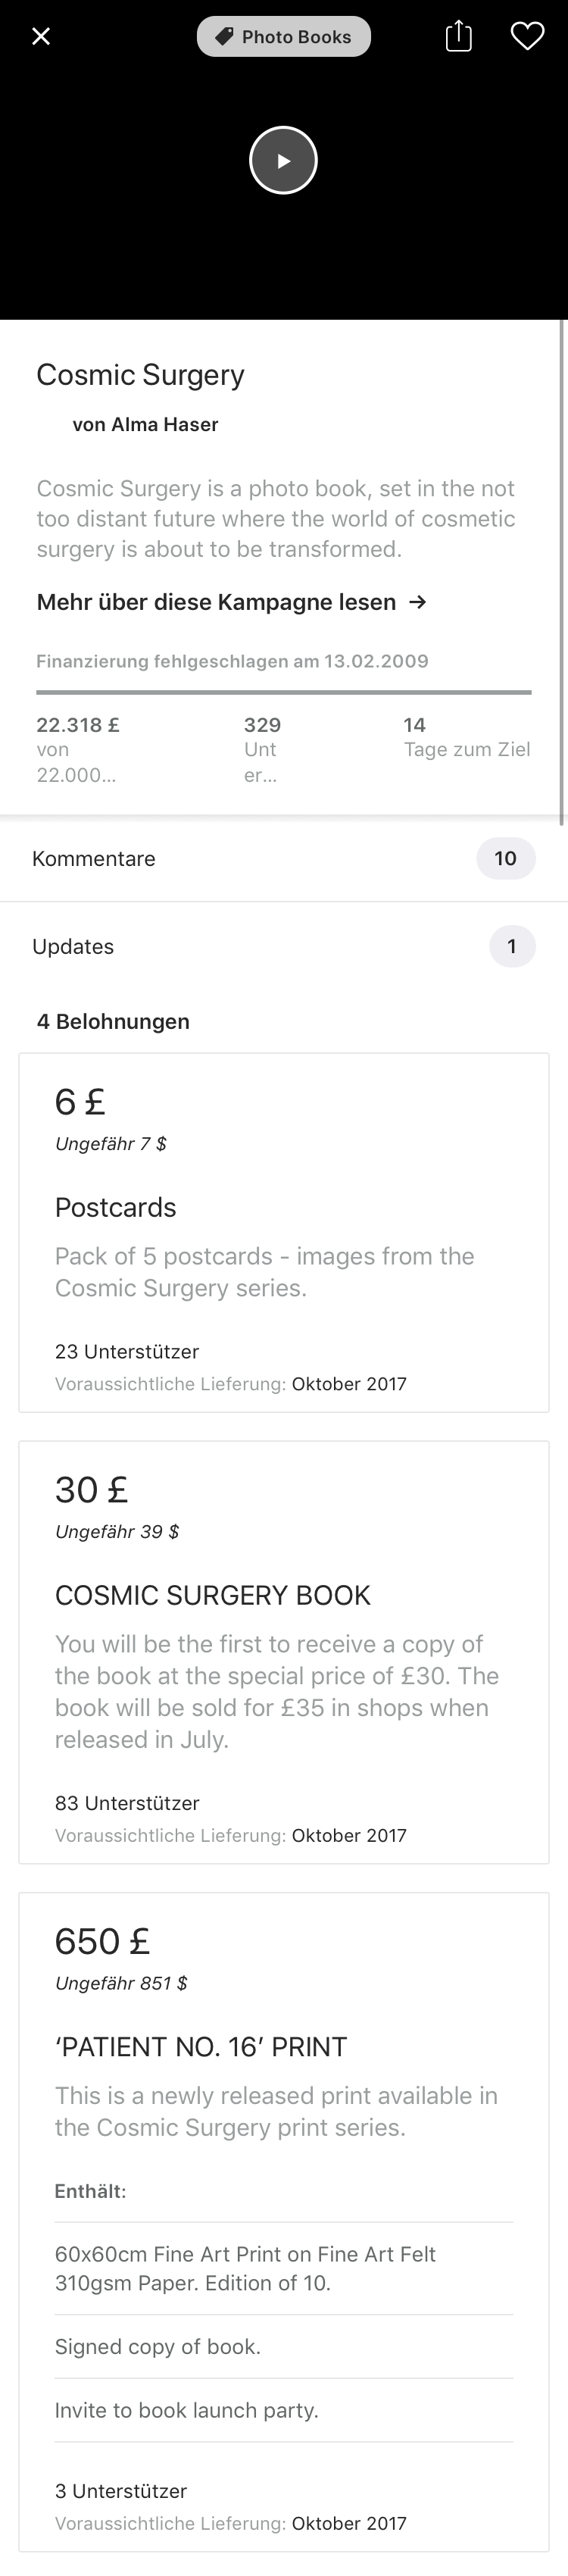 Photo Books
Cosmic Surgery
von Alma Haser
Cosmic Surgery is a photo book, set in the not
too distant future where the world of cosmetic
surgery is about to be transformed.
Mehr über diese Kampagne lesen →
Finanzierung fehlgeschlagen am 13.02.2009
22.318 £
von
22.000...
329
Unt
er...
14
Tage zum Ziel
Kommentare
10
Updates
1
4 Belohnungen
6 £
Ungefähr 7 $
Postcards
Pack of 5 postcards - images from the
Cosmic Surgery series.
23 Unterstützer
Voraussichtliche Lieferung: Oktober 2017
30 £
Ungefähr 39 $
COSMIC SURGERY BOOK
You will be the first to receive a copy of
the book at the special price of £30. The
book will be sold for £35 in shops when
released in July.
83 Unterstützer
Voraussichtliche Lieferung: Oktober 2017
650 £
Ungefähr 851 $
‘PATIENT NO. 16’ PRINT
This is a newly released print available in
the Cosmic Surgery print series.
Enthält:
60x60cm Fine Art Print on Fine Art Felt
310gsm Paper. Edition of 10.
Signed copy of book.
Invite to book launch party.
3 Unterstützer
Voraussichtliche Lieferung: Oktober 2017